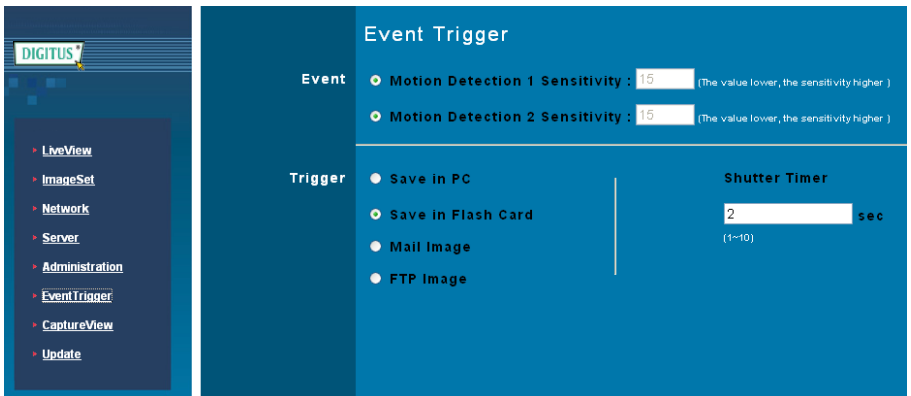 DIGITUS®
LiveView
ImageSet
Network
Server
Administration
EventTrigger
CaptureView
Update
Event Trigger
Event
Motion Detection 1 Sensitivity : 15 (The value lower, the sensitivity higher )
Motion Detection 2 Sensitivity : 15 (The value lower, the sensitivity higher )
Trigger
Save in PC
Save in Flash Card
Mail Image
FTP Image
Shutter Timer
2 sec
(1~10)